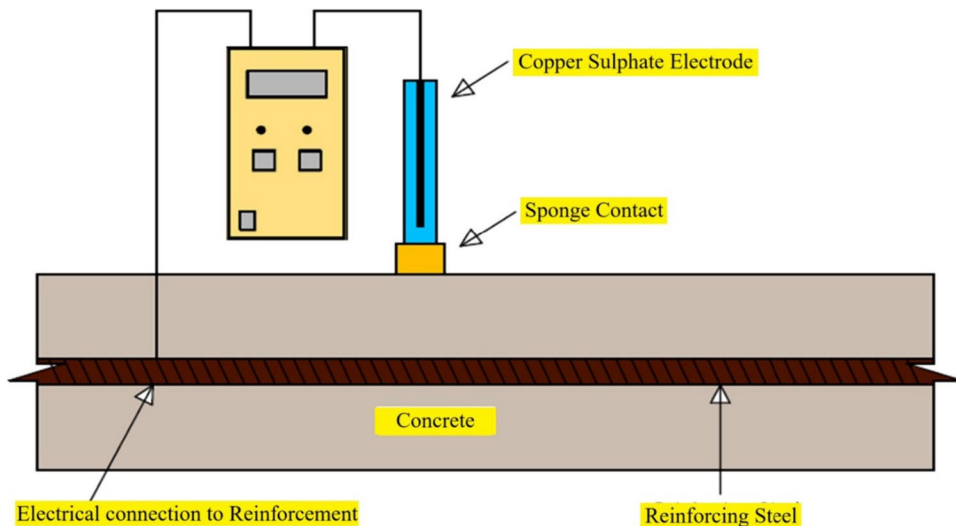 Copper Sulphate Electrode
Sponge Contact
Concrete
Electrical connection to Reinforcement
Reinforcing Steel